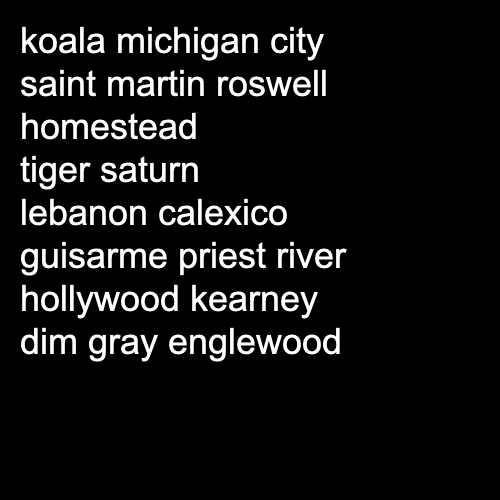 koala michigan city
saint martin roswell
homestead
tiger saturn
lebanon calexico
guisarme priest river
hollywood kearney
dim gray englewood